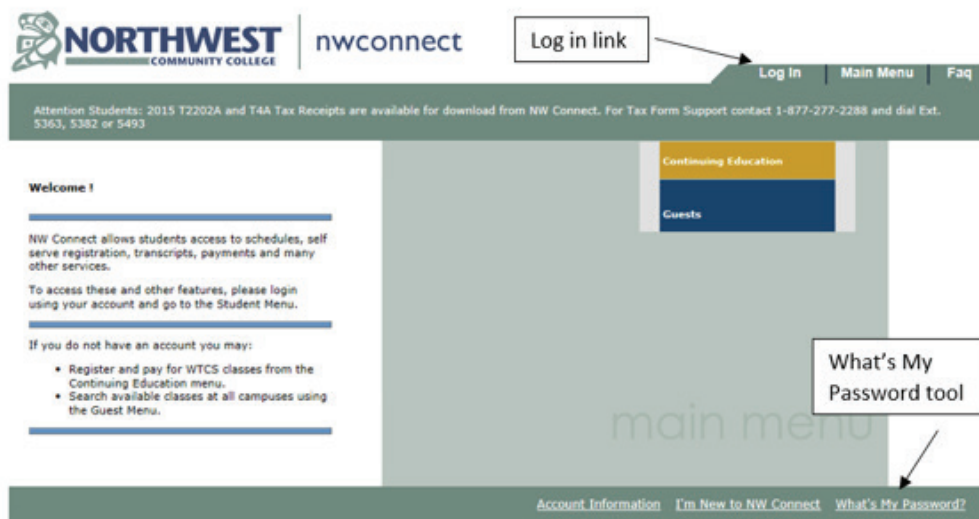 NORTHWEST
COMMUNITY COLLEGE
nwconnect
Log in link
Log In
Main Menu
Faq
Attention Students: 2015 T2202A and T4A Tax Receipts are available for download from NW Connect. For Tax Form Support contact 1-877-277-2288 and dial Ext.
5363, 5382 or 5493
Continuing Education
Guests
Welcome !
NW Connect allows students access to schedules, self
serve registration, transcripts, payments and many
other services.
To access these and other features, please login
using your account and go to the Student Menu.
If you do not have an account you may:
• Register and pay for WTCS classes from the
Continuing Education menu.
• Search available classes at all campuses using
the Guest Menu.
What's My
Password tool
main menu
Account Information
I'm New to NW Connect
What's My Password?